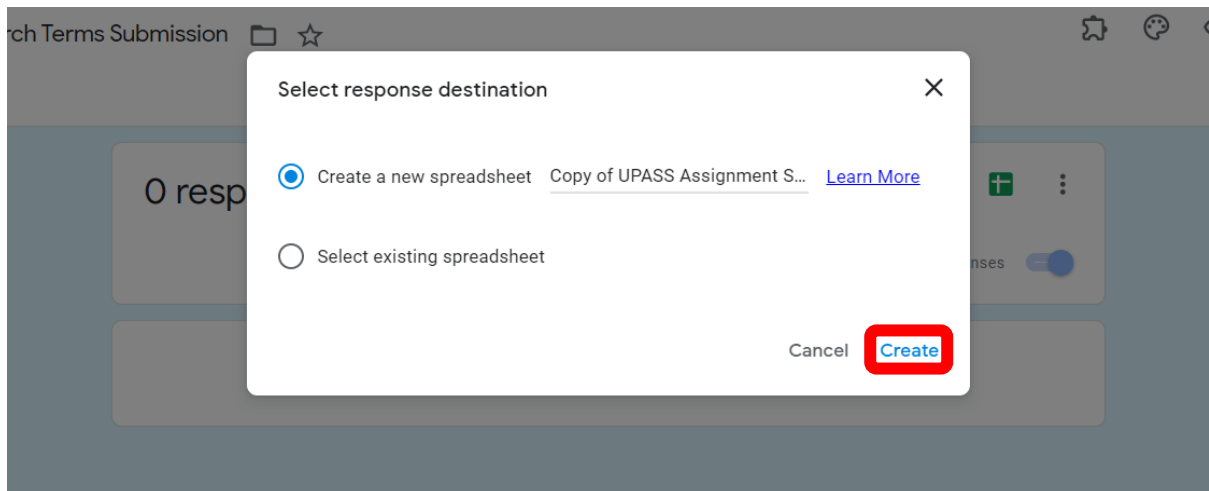 rch Terms Submission
Select response destination
0 resp
Create a new spreadsheet Copy of UPASS Assignment S... Learn More
Select existing spreadsheet
nses
Cancel Create